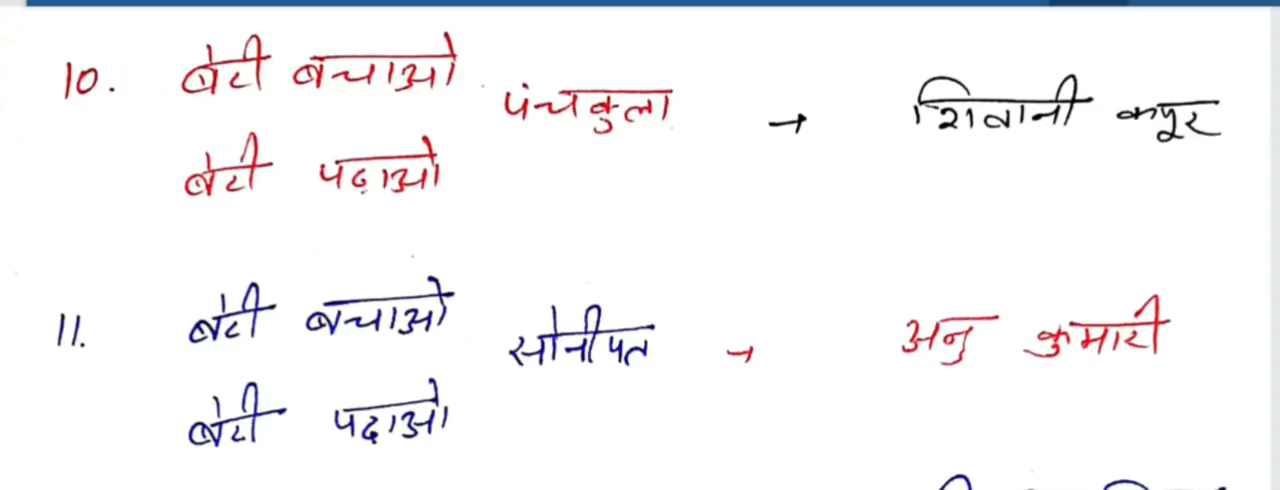 10. बेटी बचाओ पंचकुला → शिवानी कपूर
बेटी पढ़ाओ
11. बेटी बचाओ सोनीपत → अनु कुमारी
बेटी पढाओ